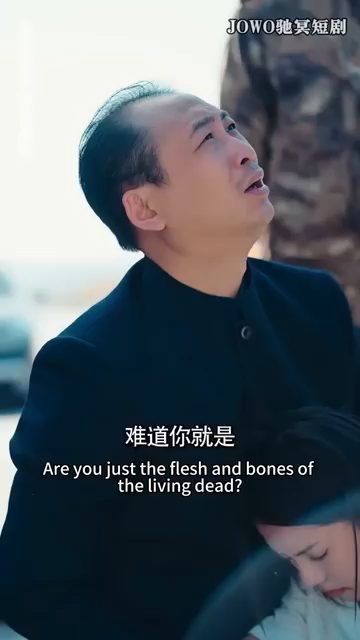 JOWO驰冥短剧
难道你就是
Are you just the flesh and bones of
the living dead?